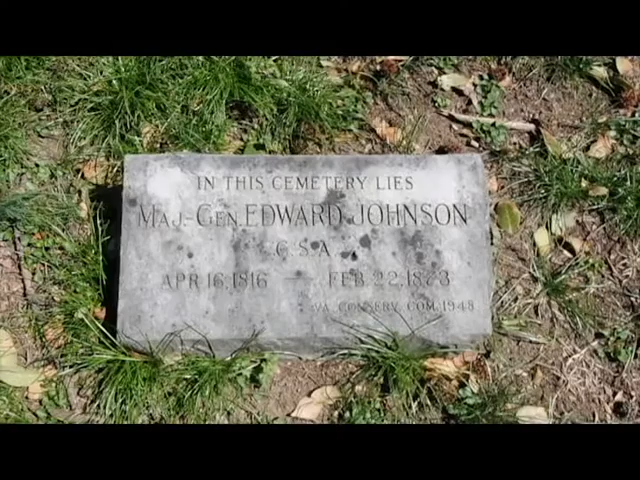 IN THIS CEMETERY LIES
MAJ-GEN. EDWARD JOHNSON
C.S.A.
APR 16, 1816 — FEB. 22, 1873
VA. CONSERV. COM. 1948